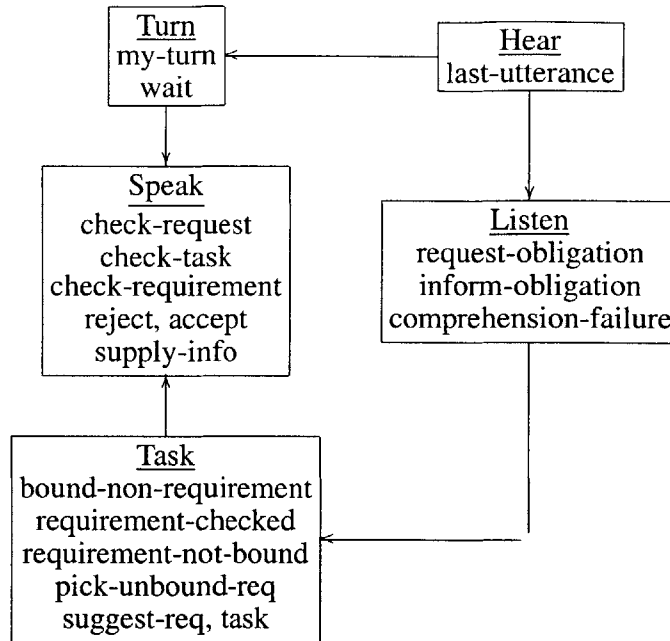 Turn
my-turn
wait
Hear
last-utterance
Speak
check-request
check-task
check-requirement
reject, accept
supply-info
Listen
request-obligation
inform-obligation
comprehension-failure
Task
bound-non-requirement
requirement-checked
requirement-not-bound
pick-unbound-req
suggest-req, task